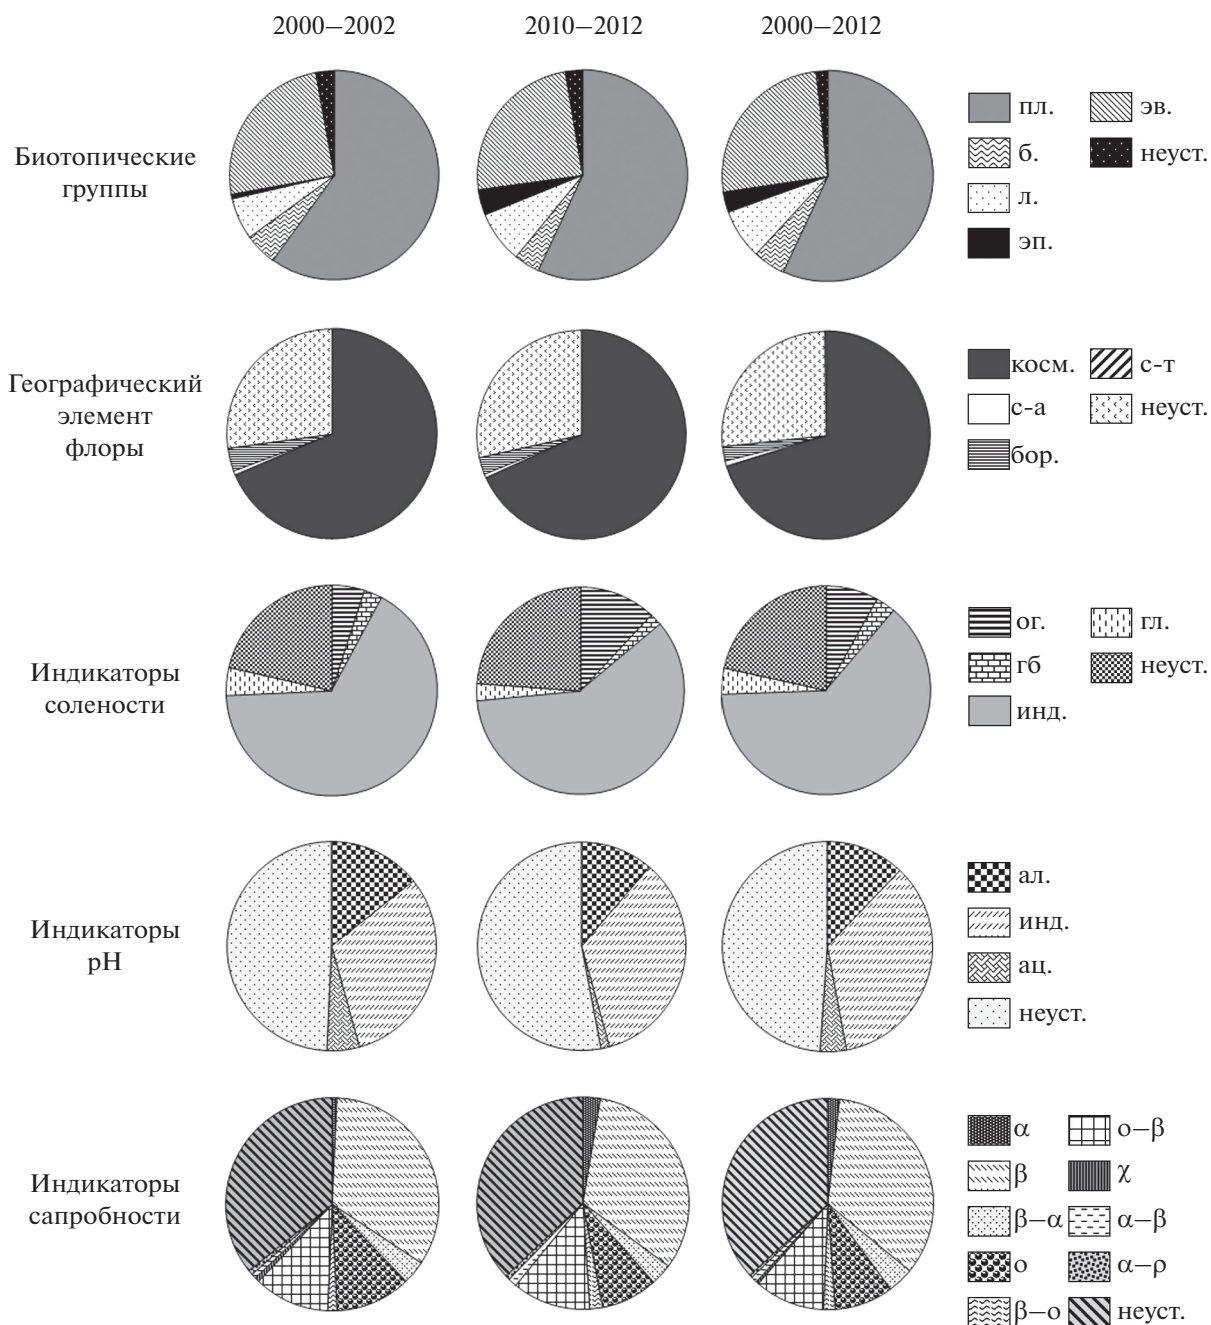 2000–2002
2010–2012
2000–2012
Биотопические
группы
пл.
эв.
б.
неуст.
л.
эп.
Географический
элемент
флоры
косм.
с-т
с-а
неуст.
бор.
Индикаторы
солености
ог.
гл.
гб
неуст.
инд.
Индикаторы
pH
ал.
инд.
ац.
неуст.
Индикаторы
сапробности
α
о–β
β
χ
β–α
α–β
о
α–ρ
β–о
неуст.